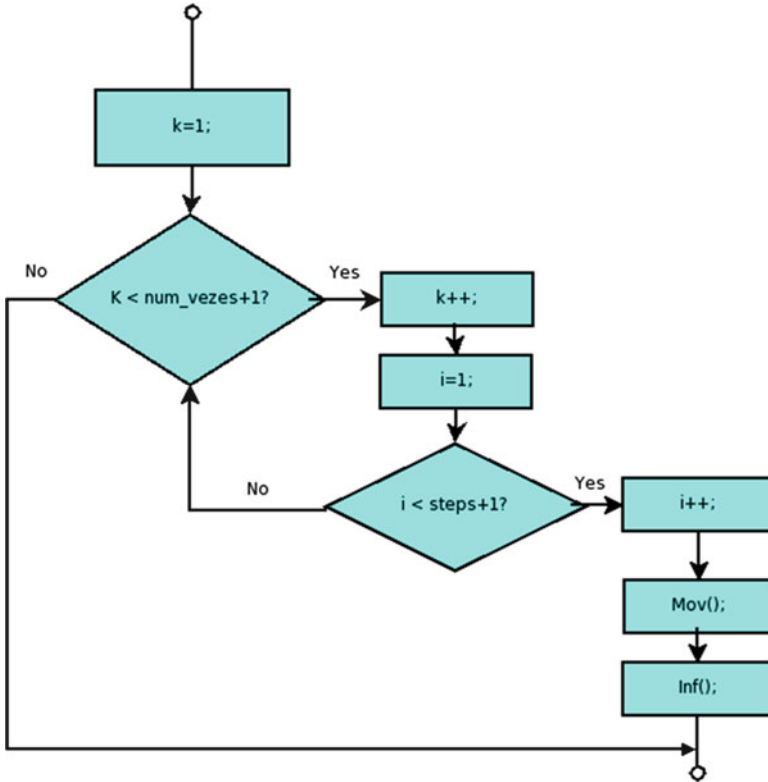 k=1;
No
K < num_vezes+1?
Yes
k++;
i=1;
No
i < steps+1?
Yes
i++;
Mov();
Inf();